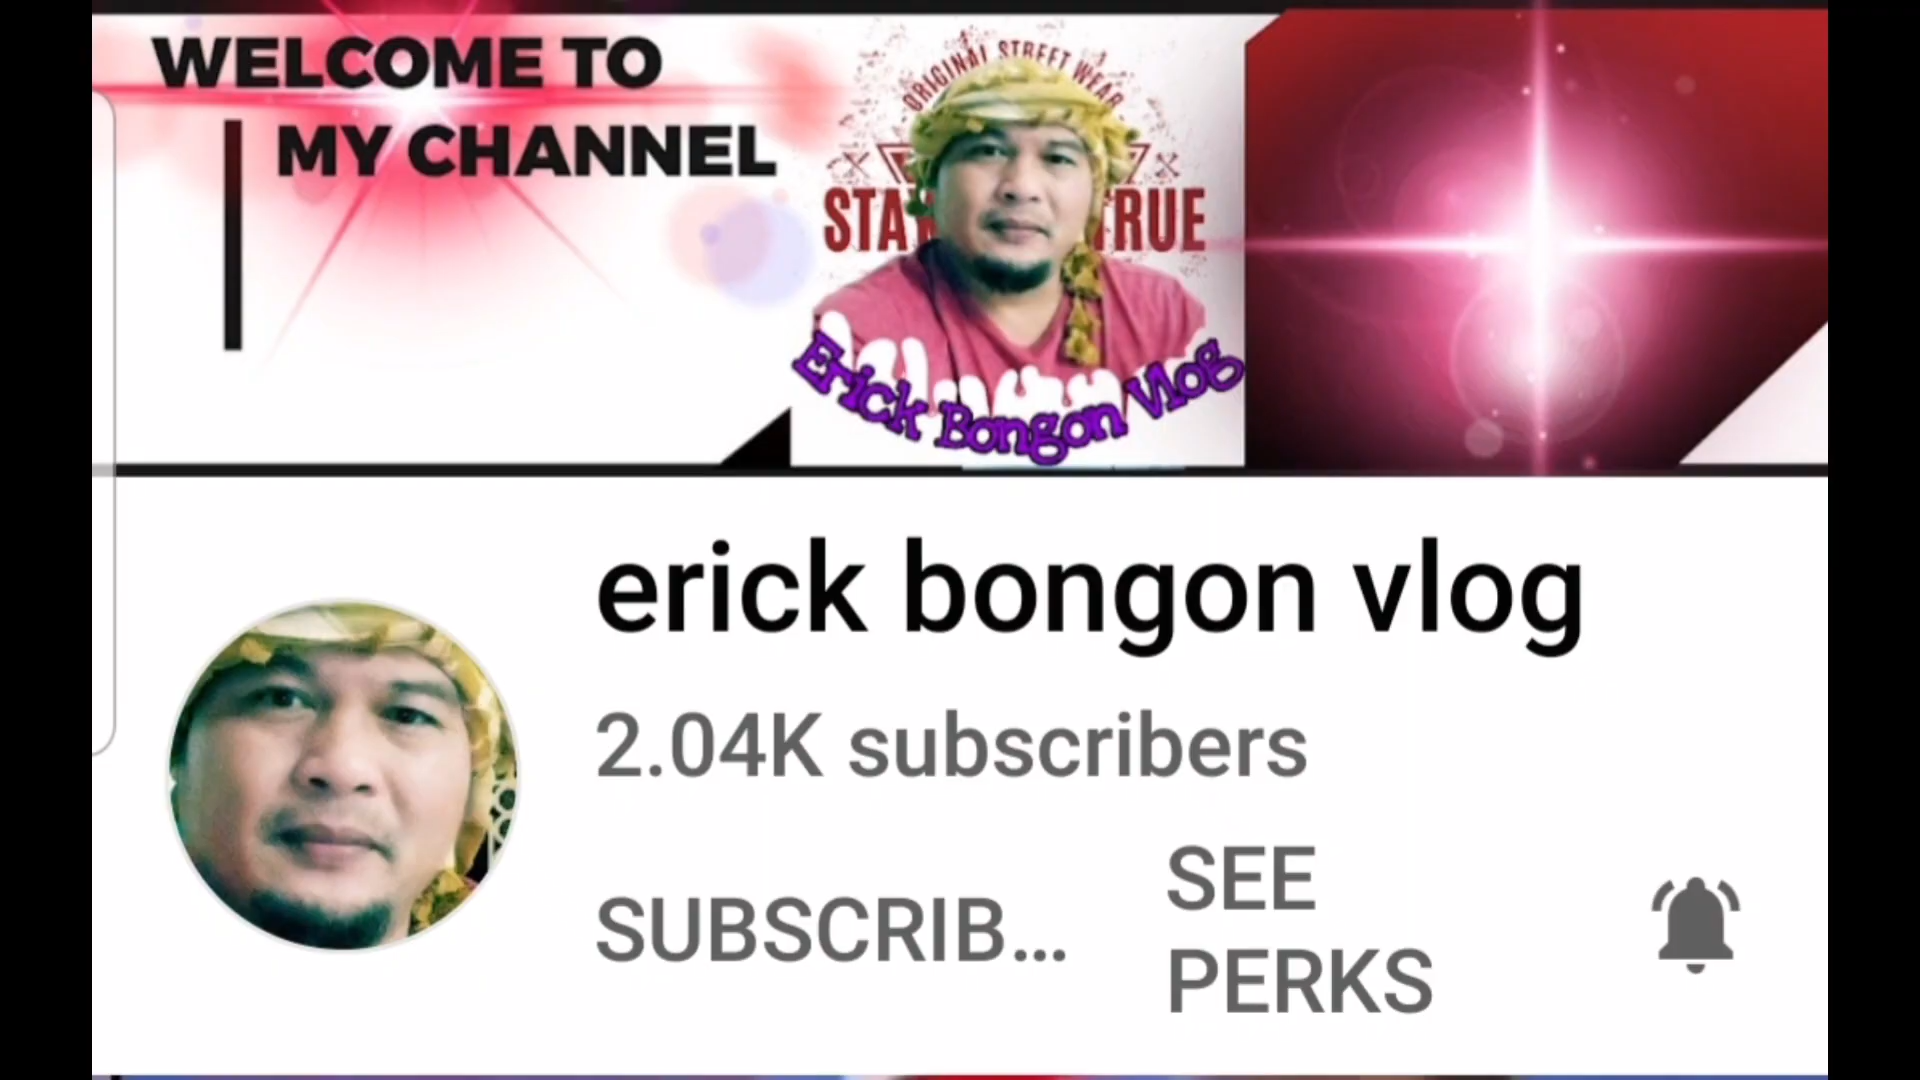 WELCOME TO
MY CHANNEL
ORIGINAL STREET WEAR
Erick Bongon Vlog
erick bongon vlog
2.04K subscribers
SUBSCRIB...
SEE
PERKS